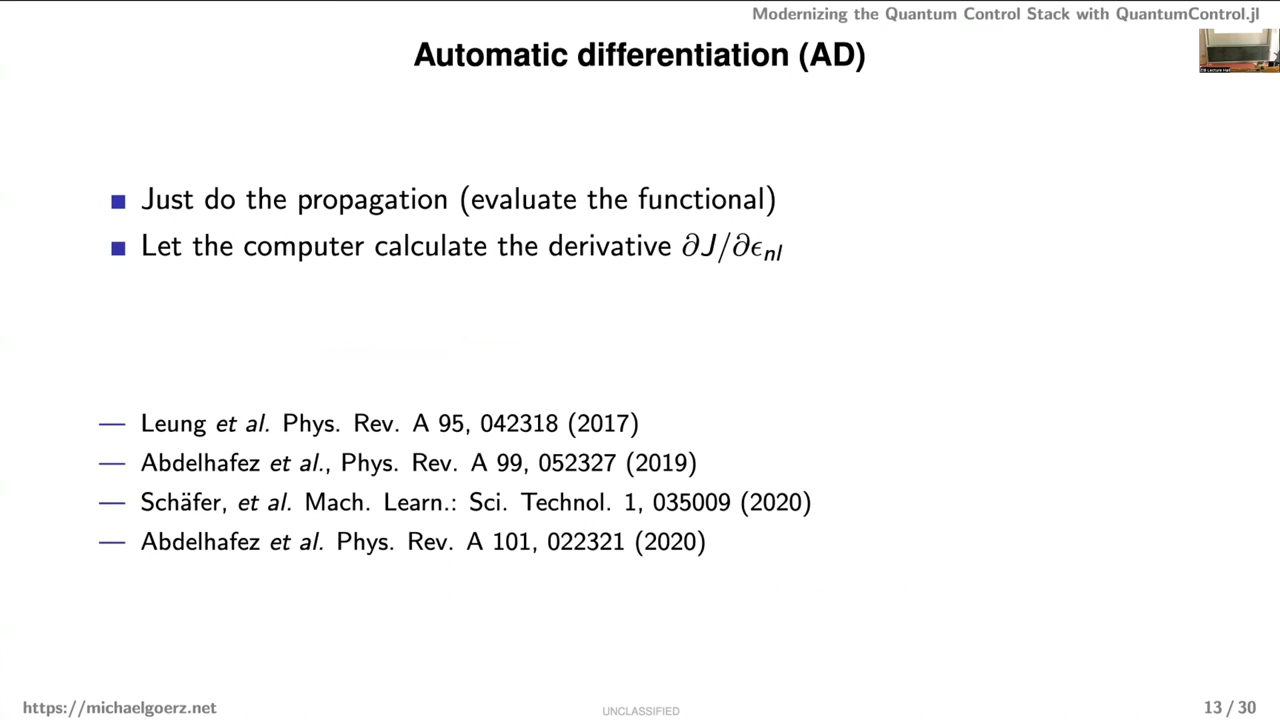 Modernizing the Quantum Control Stack with QuantumControl.jl
Automatic differentiation (AD)
Just do the propagation (evaluate the functional)
Let the computer calculate the derivative ∂J/∂ϵₙₗ
— Leung et al. Phys. Rev. A 95, 042318 (2017)
— Abdelhafez et al., Phys. Rev. A 99, 052327 (2019)
— Schäfer, et al. Mach. Learn.: Sci. Technol. 1, 035009 (2020)
— Abdelhafez et al. Phys. Rev. A 101, 022321 (2020)
https://michaelgoerz.net
UNCLASSIFIED
13 / 30